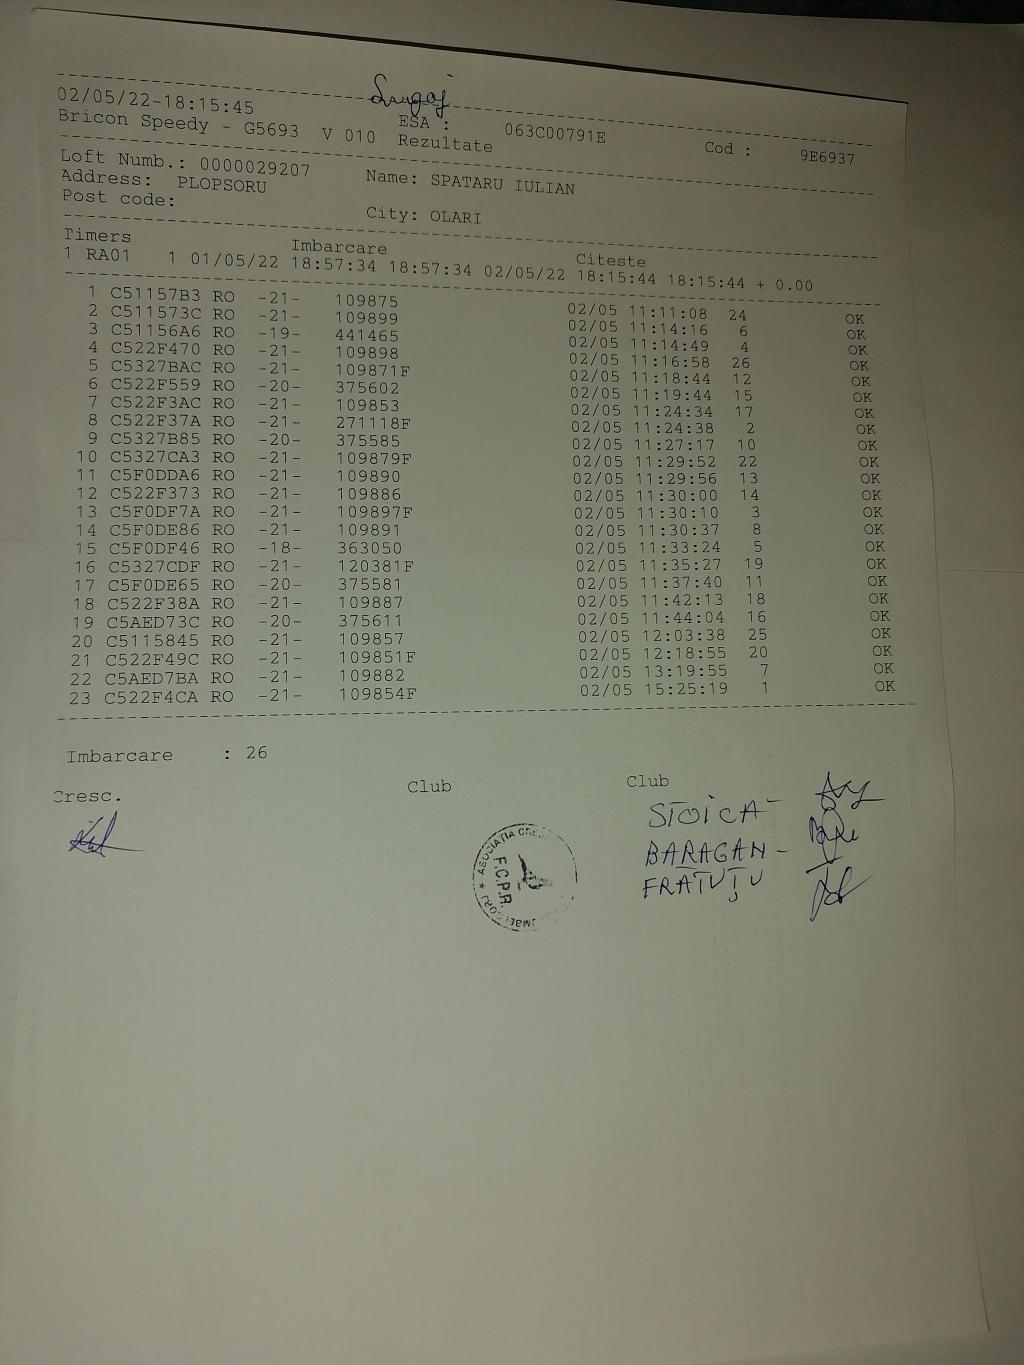 Lugoj
02/05/22-18:15:45 ESA : 063C00791E Cod : 9E6937
Bricon Speedy - G5693 V 010 Rezultate
Loft Numb.: 0000029207 Name: SPATARU IULIAN
Address: PLOPSORU
Post code: City: OLARI
Timers Imbarcare Citeste
1 RA01 1 01/05/22 18:57:34 18:57:34 02/05/22 18:15:44 18:15:44 + 0.00
1 C51157B3 RO -21- 109875 02/05 11:11:08 24 OK
2 C511573C RO -21- 109899 02/05 11:14:16 6 OK
3 C51156A6 RO -19- 441465 02/05 11:14:49 4 OK
4 C522F470 RO -21- 109898 02/05 11:16:58 26 OK
5 C5327BAC RO -21- 109871F 02/05 11:18:44 12 OK
6 C522F559 RO -20- 375602 02/05 11:19:44 15 OK
7 C522F3AC RO -21- 109853 02/05 11:24:34 17 OK
8 C522F37A RO -21- 271118F 02/05 11:24:38 2 OK
9 C5327B85 RO -20- 375585 02/05 11:27:17 10 OK
10 C5327CA3 RO -21- 109879F 02/05 11:29:52 22 OK
11 C5F0DDA6 RO -21- 109890 02/05 11:29:56 13 OK
12 C522F373 RO -21- 109886 02/05 11:30:00 14 OK
13 C5F0DF7A RO -21- 109897F 02/05 11:30:10 3 OK
14 C5F0DE86 RO -21- 109891 02/05 11:30:37 8 OK
15 C5F0DF46 RO -18- 363050 02/05 11:33:24 5 OK
16 C5327CDF RO -21- 120381F 02/05 11:35:27 19 OK
17 C5F0DE65 RO -20- 375581 02/05 11:37:40 11 OK
18 C522F38A RO -21- 109887 02/05 11:42:13 18 OK
19 C5AED73C RO -20- 375611 02/05 11:44:04 16 OK
20 C5115845 RO -21- 109857 02/05 12:03:38 25 OK
21 C522F49C RO -21- 109851F 02/05 12:18:55 20 OK
22 C5AED7BA RO -21- 109882 02/05 13:19:55 7 OK
23 C522F4CA RO -21- 109854F 02/05 15:25:19 1 OK
Imbarcare : 26
Cresc. Club Club
STOICA -
BARAGAN -
FRATUȚU
ASOCIATIA
F.C.P.R.
GORJ